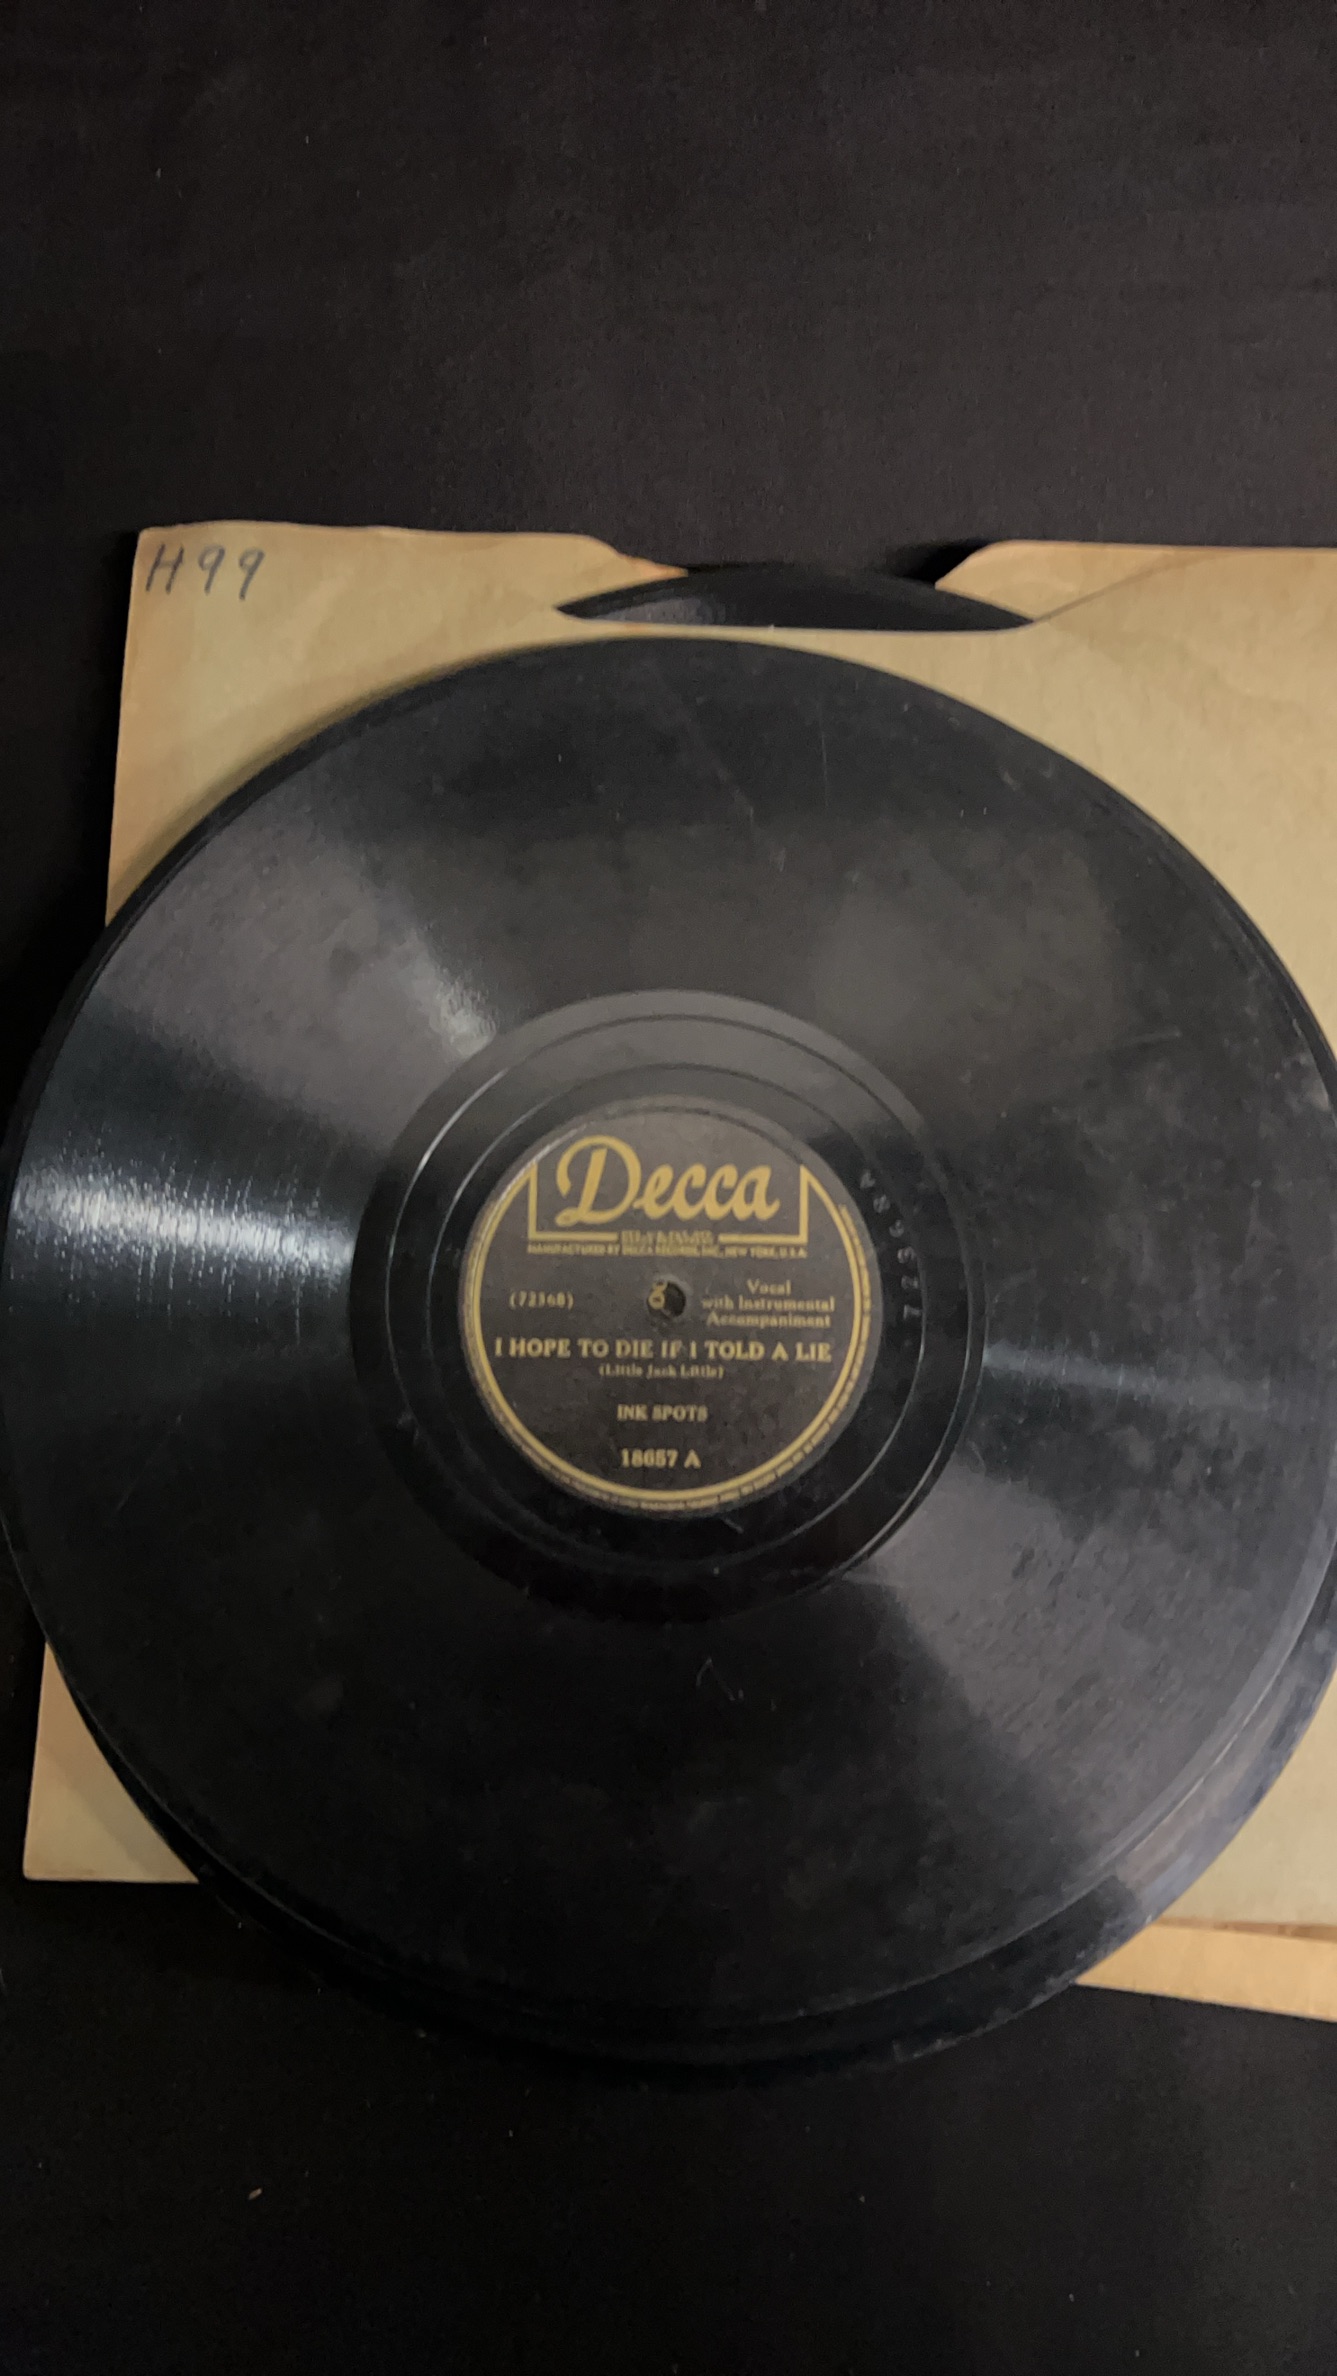 H99
Decca
MANUFACTURED BY DECCA RECORDS, INC., NEW YORK, U.S.A.
(72368) Vocal
with Instrumental
Accompaniment
I HOPE TO DIE IF I TOLD A LIE
(Little Jack Little)
INK SPOTS
18657 A